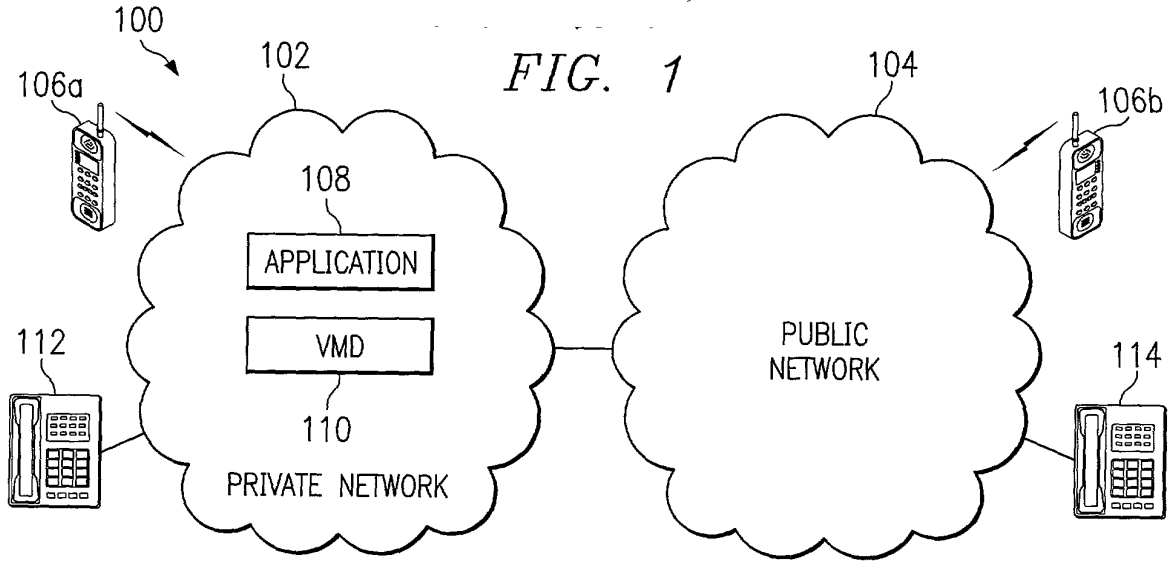 100
FIG. 1
102
104
106a
106b
108
APPLICATION
VMD
110
PUBLIC
NETWORK
112
114
PRIVATE NETWORK